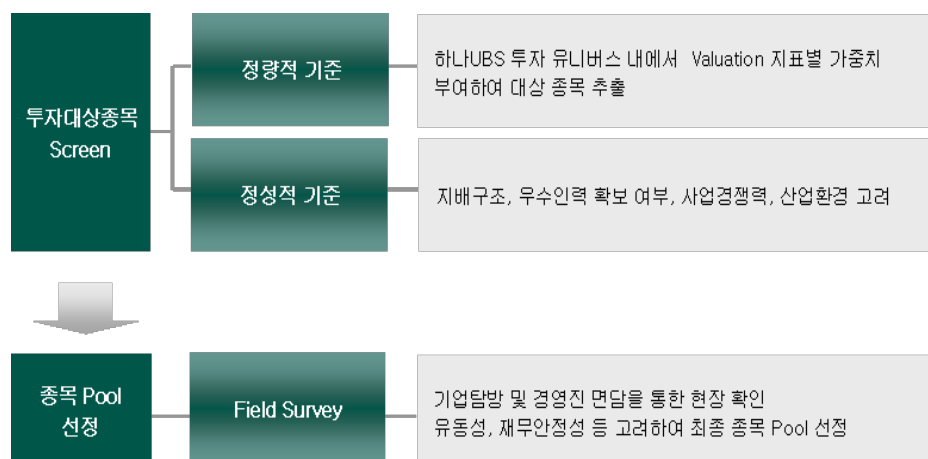 투자대상종목
Screen
정량적 기준
하나UBS 투자 유니버스 내에서 Valuation 지표별 가중치
부여하여 대상 종목 추출
정성적 기준
지배구조, 우수인력 확보 여부, 사업경쟁력, 산업환경 고려
종목 Pool
선정
Field Survey
기업탐방 및 경영진 면담을 통한 현장 확인
유동성, 재무안정성 등 고려하여 최종 종목 Pool 선정